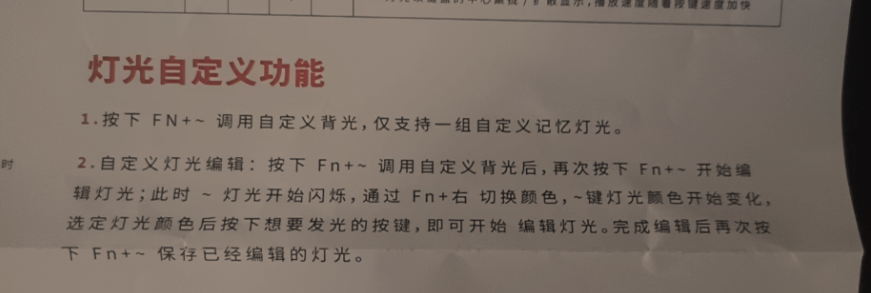 扩散显示，播放速度随着按键速度加快
灯光自定义功能
1.按下 FN+~ 调用自定义背光，仅支持一组自定义记忆灯光。
时
2.自定义灯光编辑：按下 Fn+~ 调用自定义背光后，再次按下 Fn+~ 开始编
辑灯光；此时 ~ 灯光开始闪烁，通过 Fn+右 切换颜色，~键灯光颜色开始变化，
选定灯光颜色后按下想要发光的按键，即可开始 编辑灯光。完成编辑后再次按
下 Fn+~ 保存已经编辑的灯光。